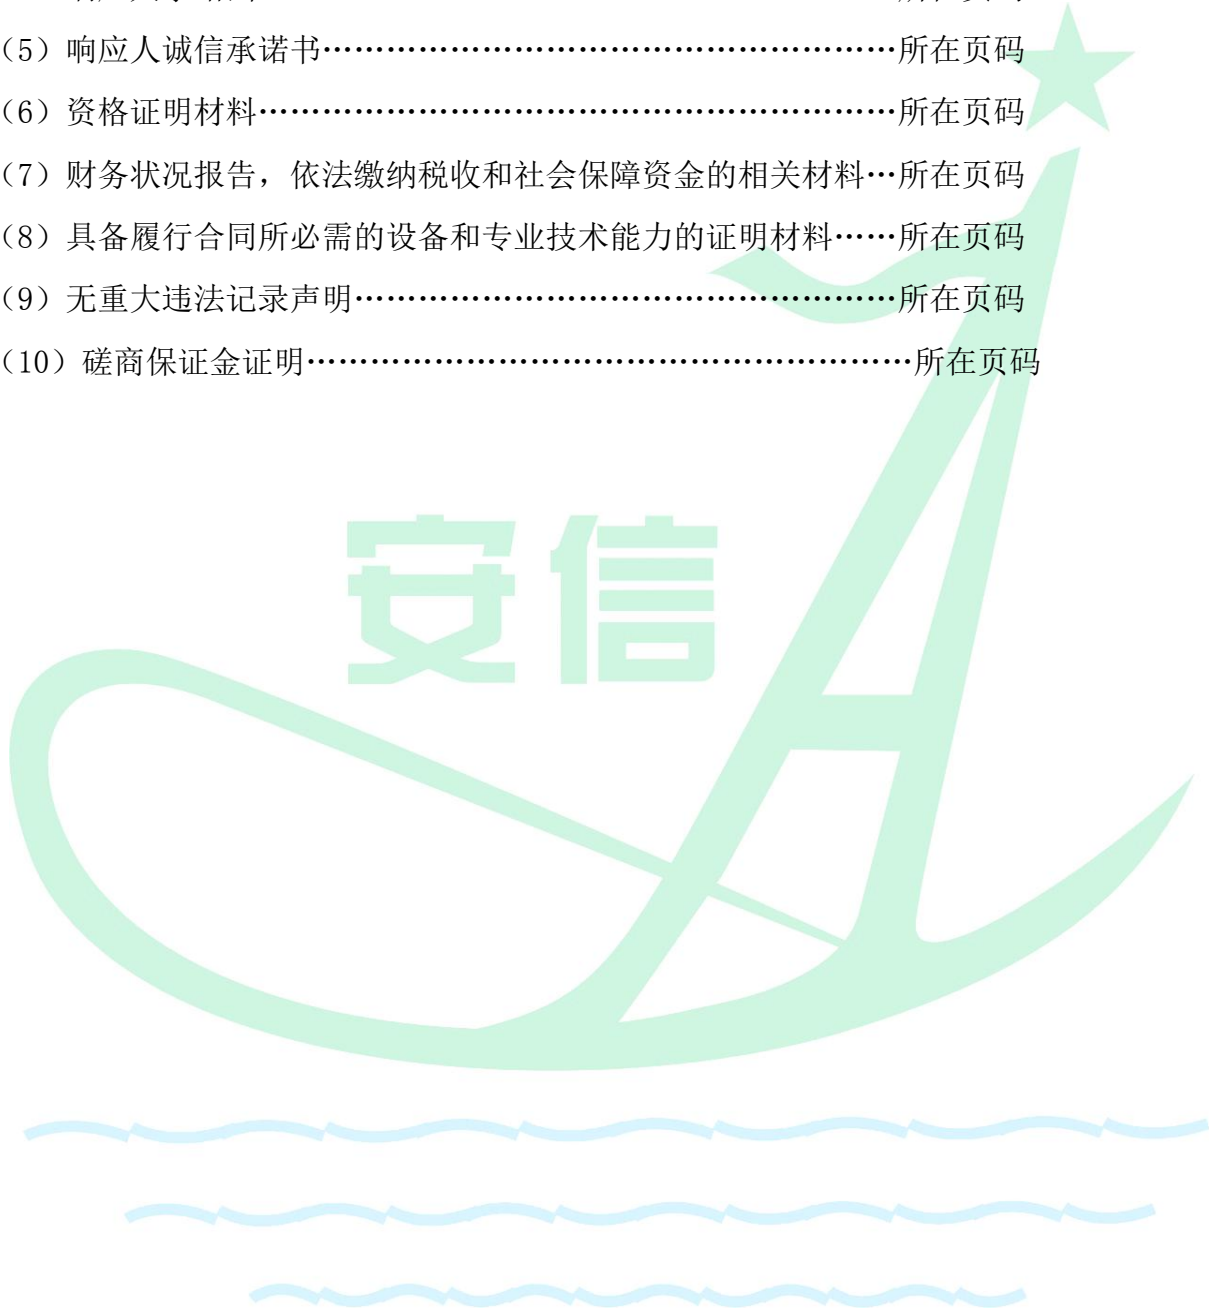 （5）响应人诚信承诺书………………………………………………所在页码
（6）资格证明材料……………………………………………………所在页码
（7）财务状况报告，依法缴纳税收和社会保障资金的相关材料…所在页码
（8）具备履行合同所必需的设备和专业技术能力的证明材料……所在页码
（9）无重大违法记录声明……………………………………………所在页码
（10）磋商保证金证明…………………………………………………所在页码
安信